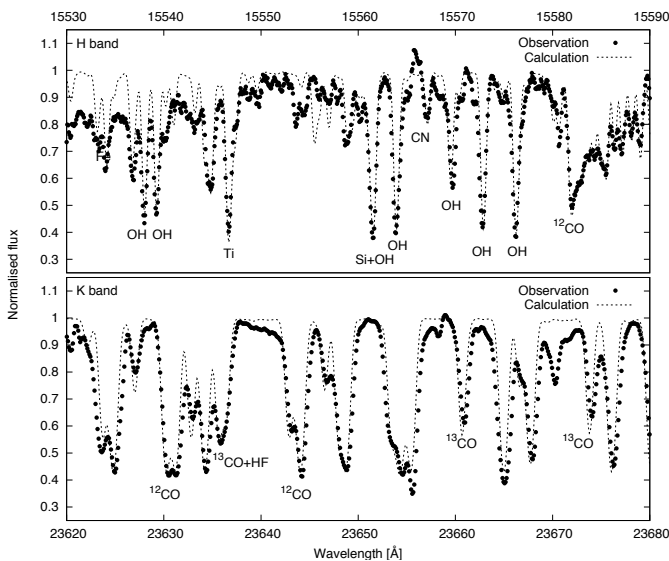 15530 15540 15550 15560 15570 15580 15590
H band
Observation
Calculation
1.1
1
0.9
0.8
0.7
0.6
0.5
0.4
0.3
Fe
OH OH
Ti
Si+OH
OH
CN
OH
OH
OH
¹²CO
Normalised flux
K band
Observation
Calculation
1.1
1
0.9
0.8
0.7
0.6
0.5
0.4
0.3
¹²CO
¹³CO+HF
¹²CO
¹³CO
¹³CO
23620 23630 23640 23650 23660 23670 23680
Wavelength [Å]